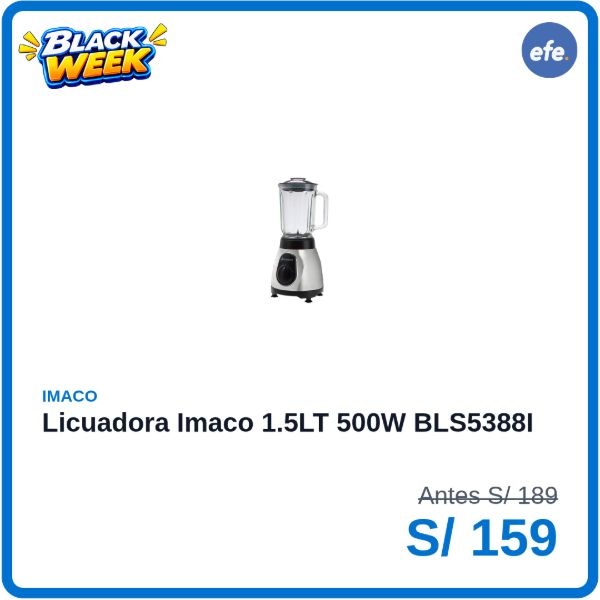 BLACK
WEEK
efe.
IMACO
Licuadora Imaco 1.5LT 500W BLS5388I
Antes S/ 189
S/ 159